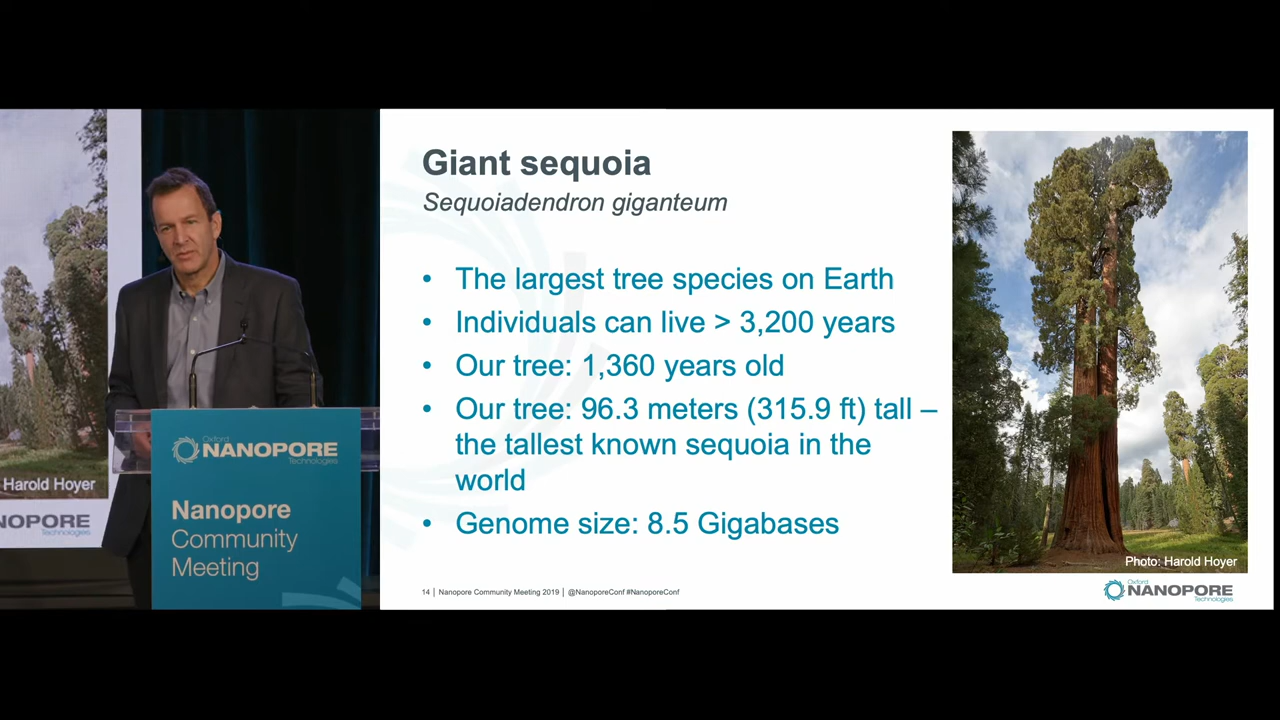 Harold Hoyer
NOPORE
Technologies
Oxford
NANOPORE
Technologies
Nanopore
Community
Meeting
Giant sequoia
Sequoiadendron giganteum
• The largest tree species on Earth
• Individuals can live > 3,200 years
• Our tree: 1,360 years old
• Our tree: 96.3 meters (315.9 ft) tall –
the tallest known sequoia in the
world
• Genome size: 8.5 Gigabases
Photo: Harold Hoyer
14 | Nanopore Community Meeting 2019 | @NanoporeConf #NanoporeConf
Oxford
NANOPORE
Technologies